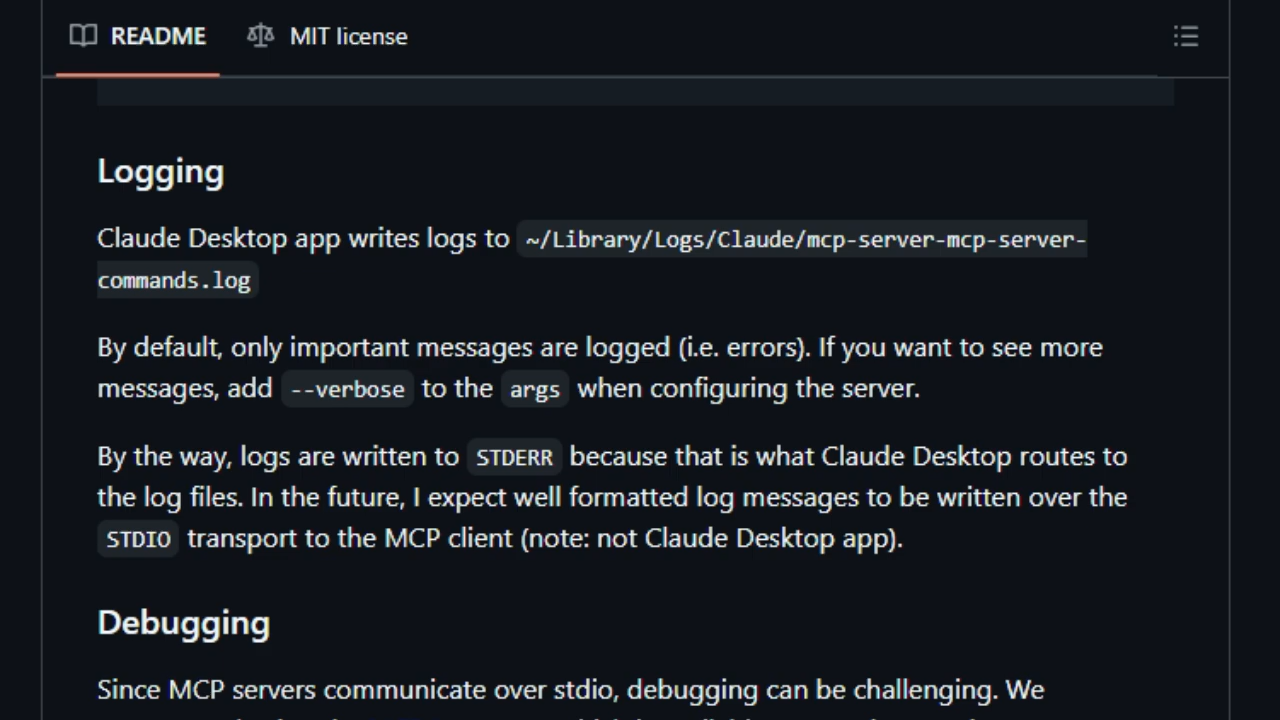 README
MIT license
Logging
Claude Desktop app writes logs to ~/Library/Logs/Claude/mcp-server-mcp-server-
commands.log
By default, only important messages are logged (i.e. errors). If you want to see more
messages, add --verbose to the args when configuring the server.
By the way, logs are written to STDERR because that is what Claude Desktop routes to
the log files. In the future, I expect well formatted log messages to be written over the
STDIO transport to the MCP client (note: not Claude Desktop app).
Debugging
Since MCP servers communicate over stdio, debugging can be challenging. We